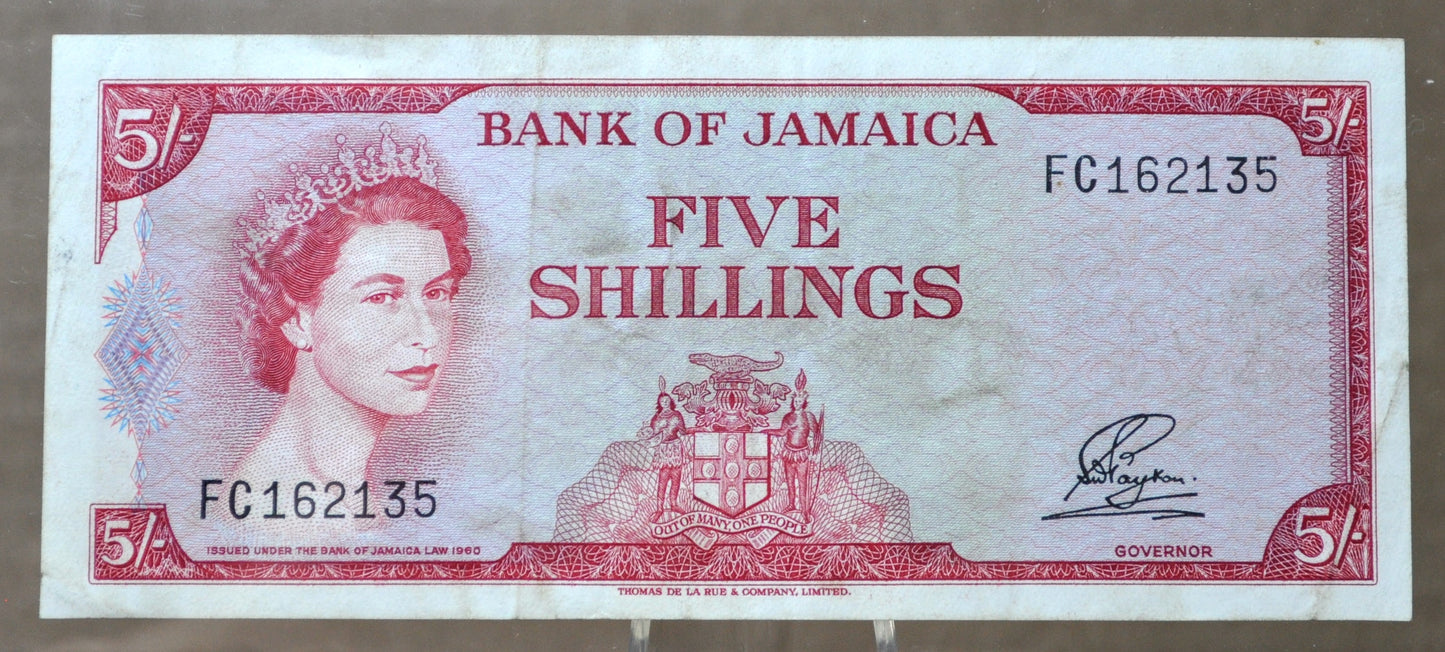 5/-
5/-
BANK OF JAMAICA
FC162135
FIVE
SHILLINGS
OUT OF MANY, ONE PEOPLE
FC162135
ISSUED UNDER THE BANK OF JAMAICA LAW 1960
GOVERNOR
5/-
5/-
THOMAS DE LA RUE & COMPANY, LIMITED.